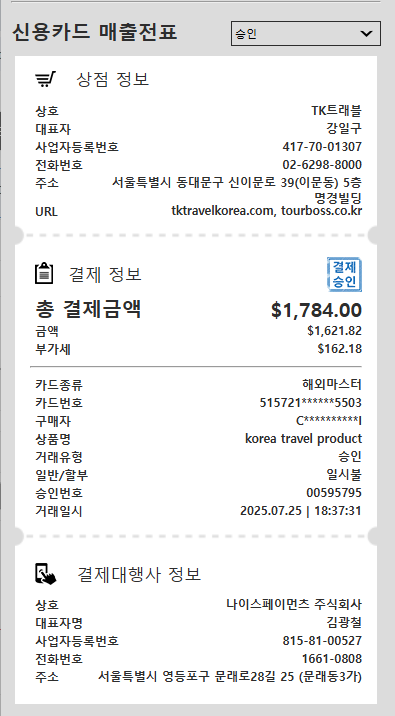 신용카드 매출전표
승인
상점 정보
상호 TK트래블
대표자 강일구
사업자등록번호 417-70-01307
전화번호 02-6298-8000
주소 서울특별시 동대문구 신이문로 39(이문동) 5층
명경빌딩
URL tktravelkorea.com, tourboss.co.kr
결제 정보
결제
승인
총 결제금액 $1,784.00
금액 $1,621.82
부가세 $162.18
카드종류 해외마스터
카드번호 515721******5503
구매자 C**********I
상품명 korea travel product
거래유형 승인
일반/할부 일시불
승인번호 00595795
거래일시 2025.07.25 | 18:37:31
결제대행사 정보
상호 나이스페이먼츠 주식회사
대표자명 김광철
사업자등록번호 815-81-00527
전화번호 1661-0808
주소 서울특별시 영등포구 문래로28길 25 (문래동3가)